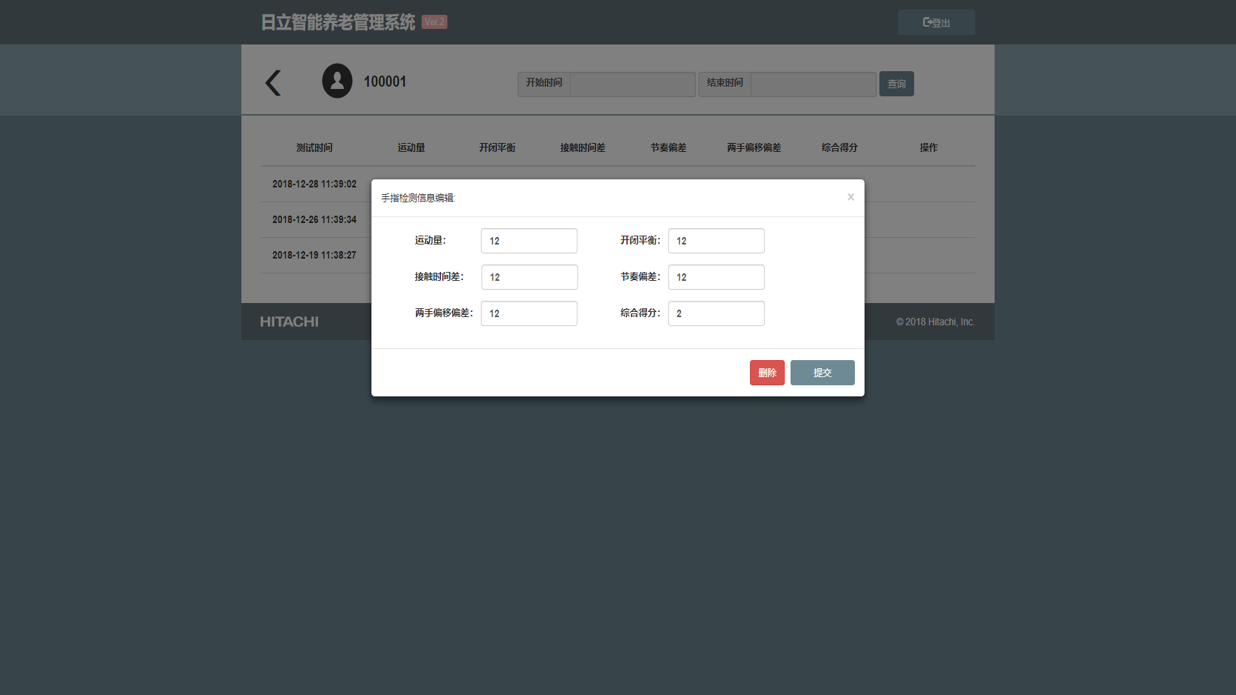 日立智能养老管理系统 Ver.2
登出
100001
开始时间
结束时间
查询
测试时间 运动量 开闭平衡 接触时间差 节奏偏差 两手偏移偏差 综合得分 操作
2018-12-28 11:39:02
2018-12-26 11:39:34
2018-12-19 11:38:27
手指检测信息编辑:
x
运动量: 12 开闭平衡: 12
接触时间差: 12 节奏偏差: 12
两手偏移偏差: 12 综合得分: 2
删除 提交
HITACHI
© 2018 Hitachi, Inc.